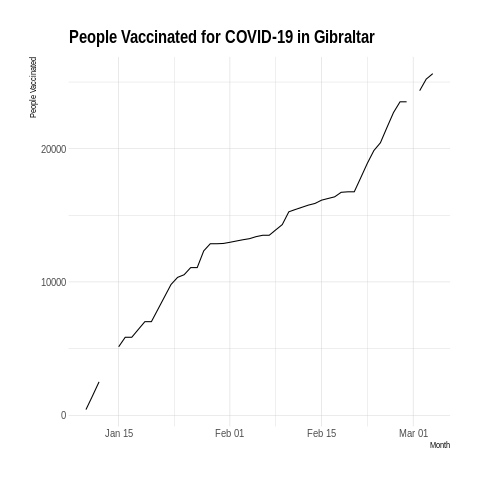 People Vaccinated for COVID-19 in Gibraltar
People Vaccinated
20000
10000
0
Jan 15 Feb 01 Feb 15 Mar 01
Month